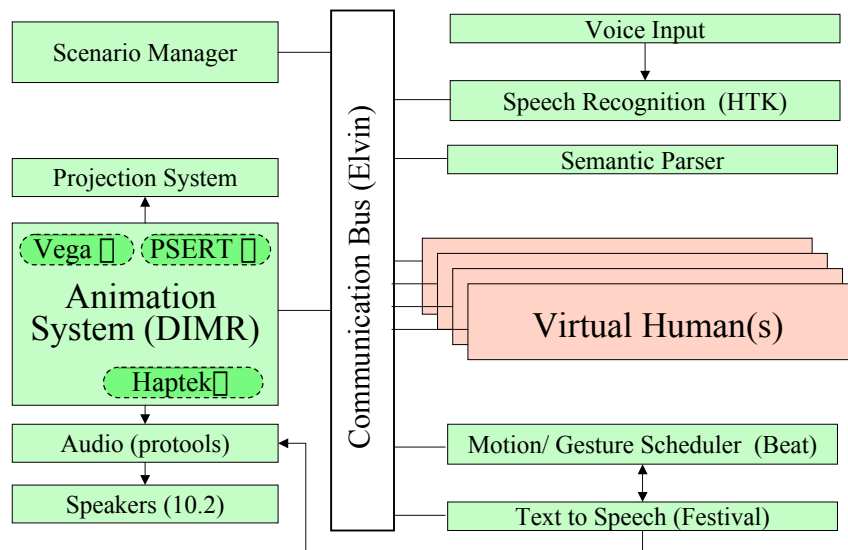 Scenario Manager
Projection System
Vega
PSERT
Animation
System (DIMR)
Haptek
Audio (protools)
Speakers (10.2)
Communication Bus (Elvin)
Voice Input
Speech Recognition (HTK)
Semantic Parser
Virtual Human(s)
Motion/ Gesture Scheduler (Beat)
Text to Speech (Festival)